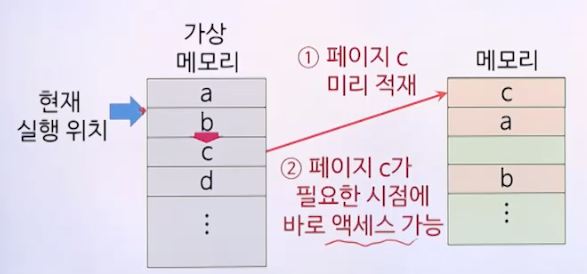 가상
메모리
현재
실행 위치
a
b
c
d
⋮
① 페이지 c
미리 적재
② 페이지 c가
필요한 시점에
바로 액세스 가능
메모리
c
a
b
⋮